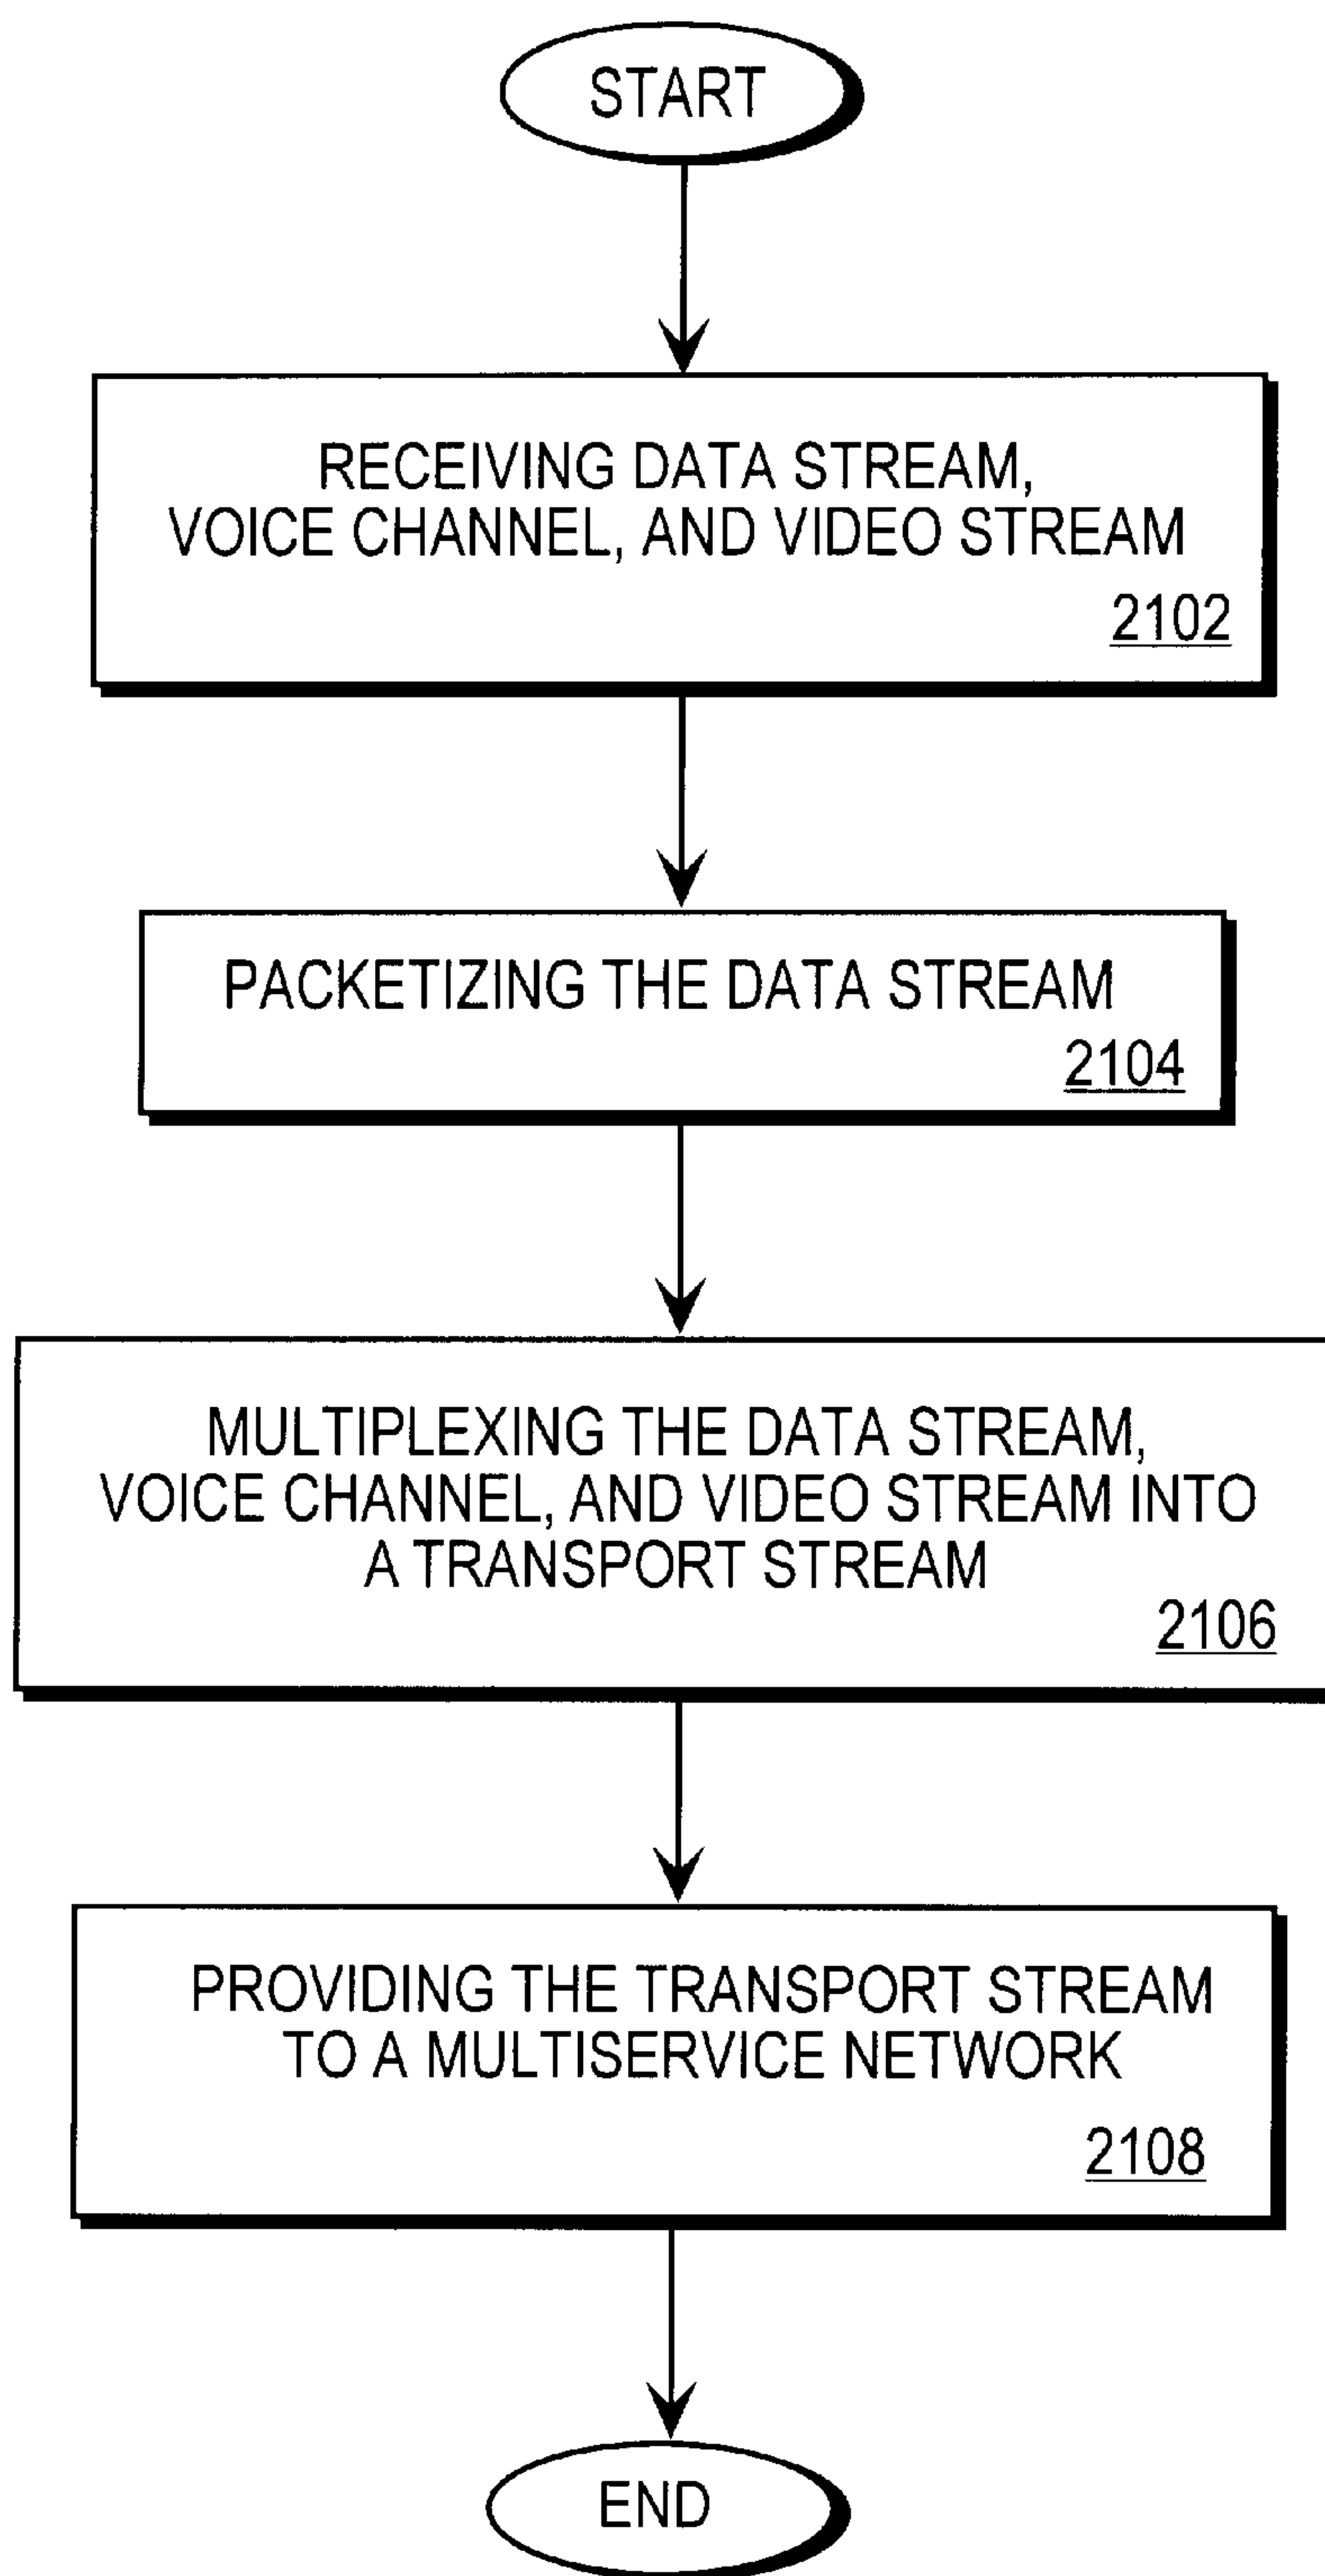 START
RECEIVING DATA STREAM,
VOICE CHANNEL, AND VIDEO STREAM
2102
PACKETIZING THE DATA STREAM
2104
MULTIPLEXING THE DATA STREAM,
VOICE CHANNEL, AND VIDEO STREAM INTO
A TRANSPORT STREAM
2106
PROVIDING THE TRANSPORT STREAM
TO A MULTISERVICE NETWORK
2108
END